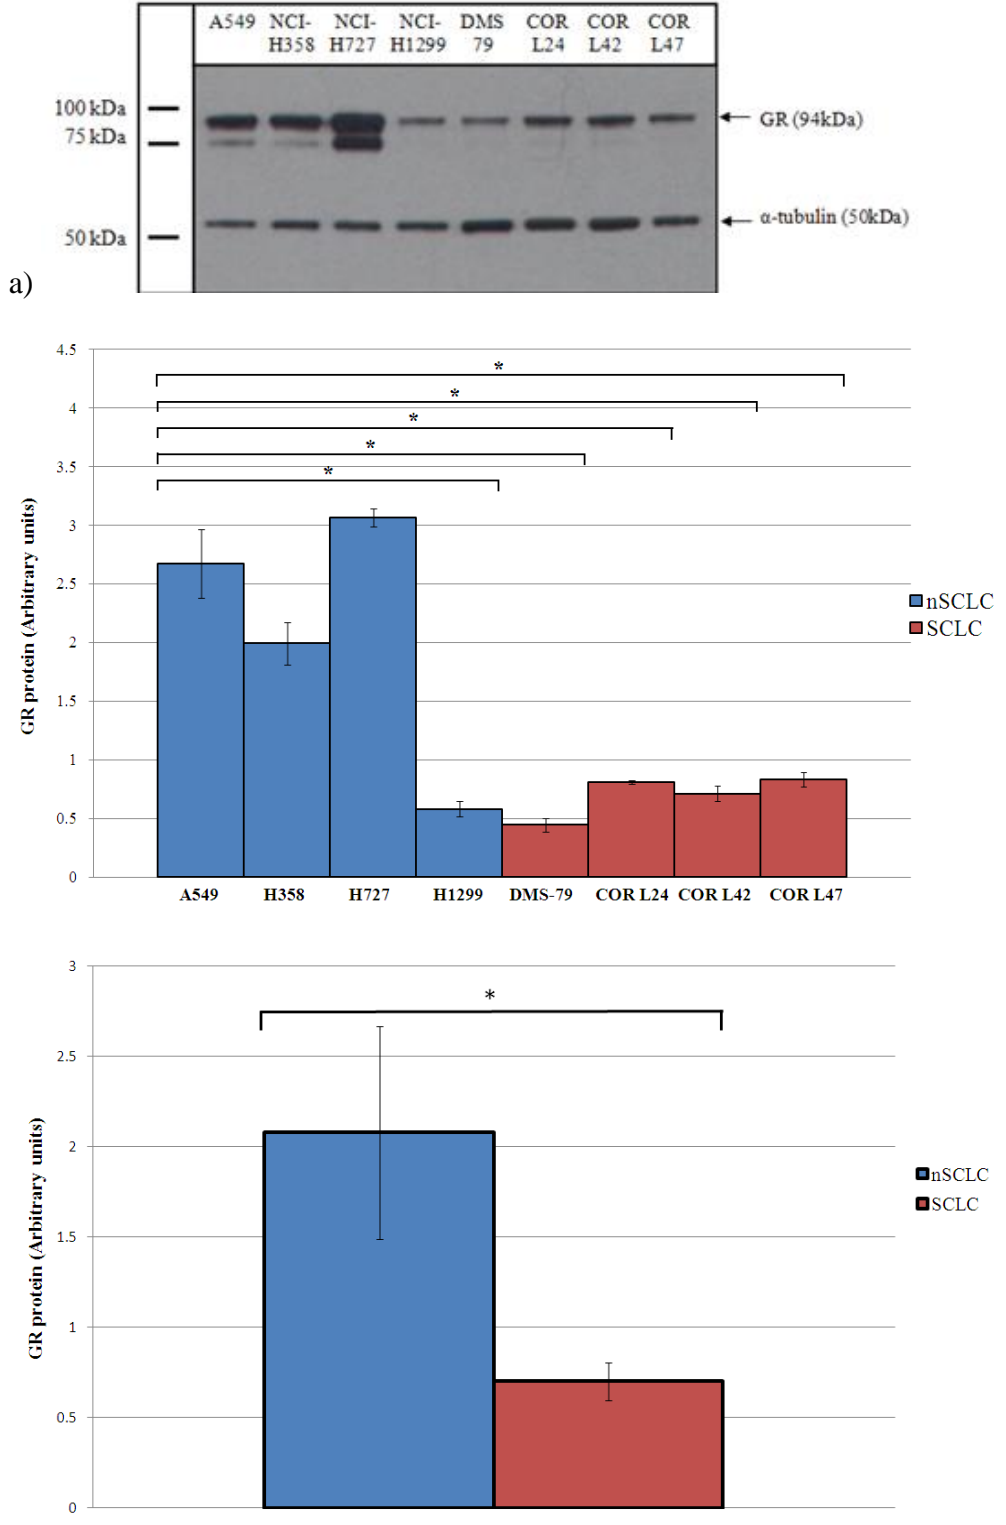 A549 NCI-H358 NCI-H727 NCI-H1299 DMS 79 COR L24 COR L42 COR L47
100 kDa
75 kDa
50 kDa
GR (94kDa)
α-tubulin (50kDa)
a)
4.5
4
3.5
3
2.5
2
1.5
1
0.5
0
GR protein (Arbitrary units)
*
*
*
*
*
A549 H358 H727 H1299 DMS-79 COR L24 COR L42 COR L47
nSCLC
SCLC
3
2.5
2
1.5
1
0.5
0
GR protein (Arbitrary units)
*
nSCLC
SCLC